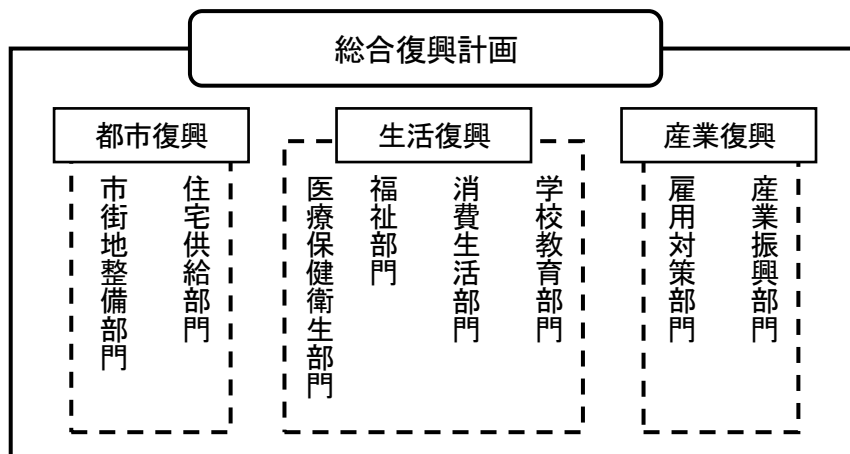 総合復興計画
都市復興
市街地整備部門
住宅供給部門
生活復興
医療保健衛生部門
福祉部門
消費生活部門
学校教育部門
産業復興
雇用対策部門
産業振興部門